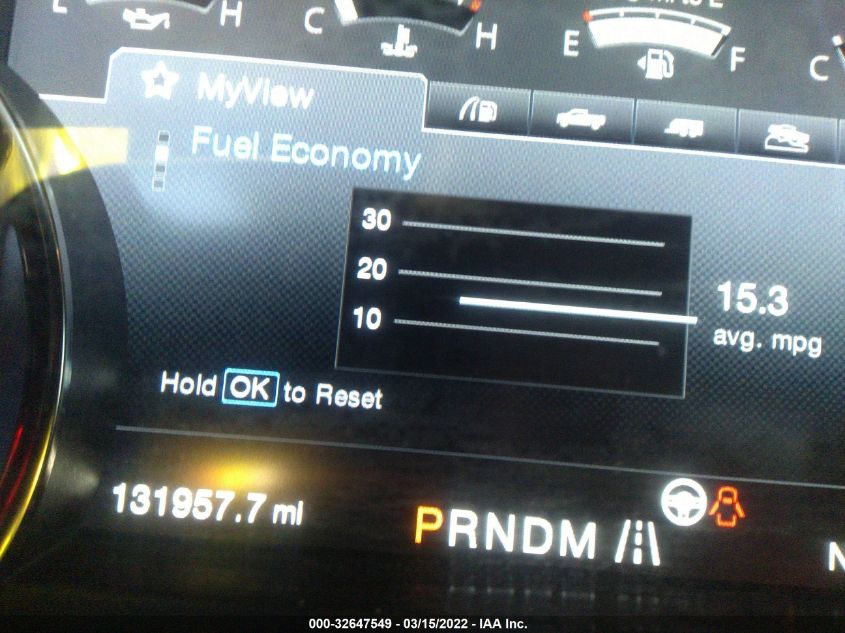 L H
C H
E F
C
MyView
Fuel Economy
30
20
10
15.3
avg. mpg
Hold OK to Reset
131957.7 mi
PRNDM
N
000-32647549 - 03/15/2022 - IAA Inc.